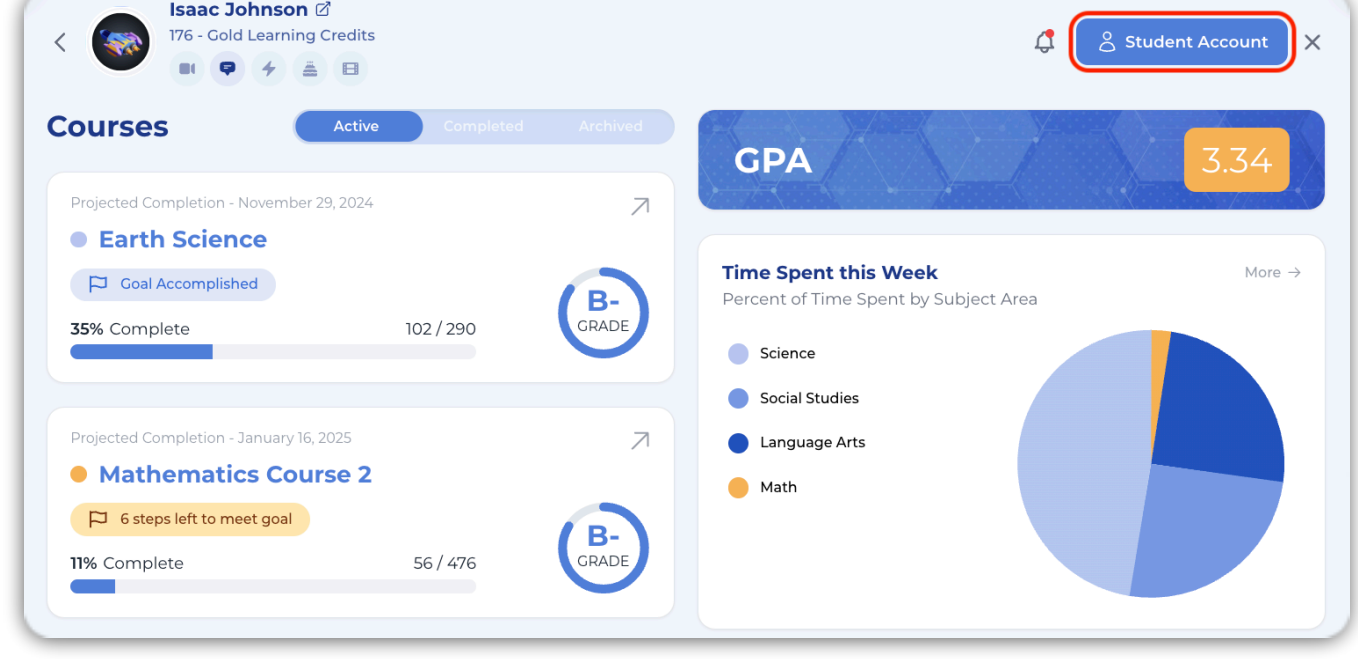 Isaac Johnson
176 - Gold Learning Credits
Student Account
Courses
Active
Completed
Archived
Projected Completion - November 29, 2024
Earth Science
Goal Accomplished
35% Complete
102 / 290
B-
GRADE
Projected Completion - January 16, 2025
Mathematics Course 2
6 steps left to meet goal
11% Complete
56 / 476
B-
GRADE
GPA
3.34
Time Spent this Week
More
Percent of Time Spent by Subject Area
Science
Social Studies
Language Arts
Math